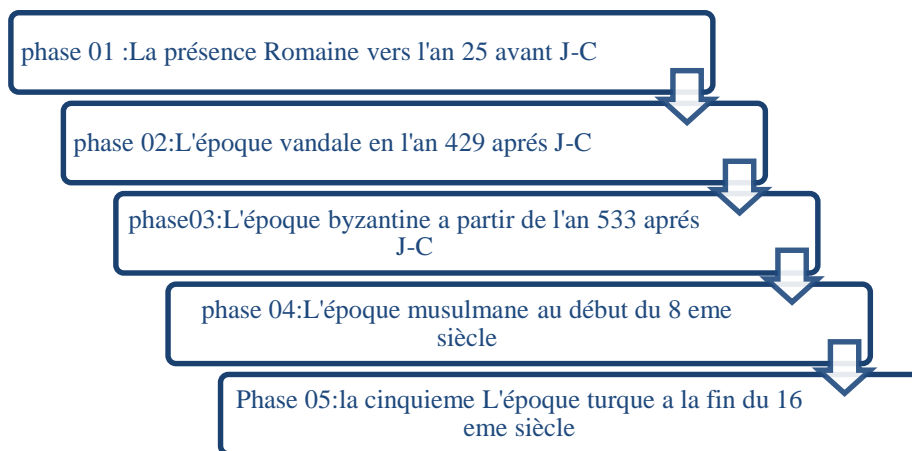 phase 01 :La présence Romaine vers l'an 25 avant J-C
phase 02:L'époque vandale en l'an 429 aprés J-C
phase03:L'époque byzantine a partir de l'an 533 aprés
J-C
phase 04:L'époque musulmane au début du 8 eme
siècle
Phase 05:la cinquieme L'époque turque a la fin du 16
eme siècle